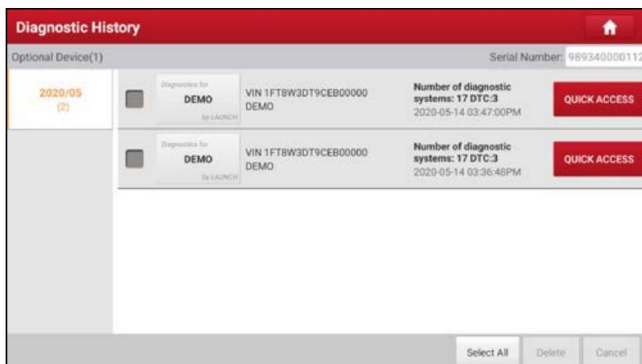 Diagnostic History
Optional Device(1)
Serial Number: 989340000112
2020/05
(2)
Diagnostics for
DEMO
by LAUNCH
VIN 1FT8W3DT9CEB00000
DEMO
Number of diagnostic
systems: 17 DTC:3
2020-05-14 03:47:00PM
QUICK ACCESS
Diagnostics for
DEMO
by LAUNCH
VIN 1FT8W3DT9CEB00000
DEMO
Number of diagnostic
systems: 17 DTC:3
2020-05-14 03:36:48PM
QUICK ACCESS
Select All
Delete
Cancel